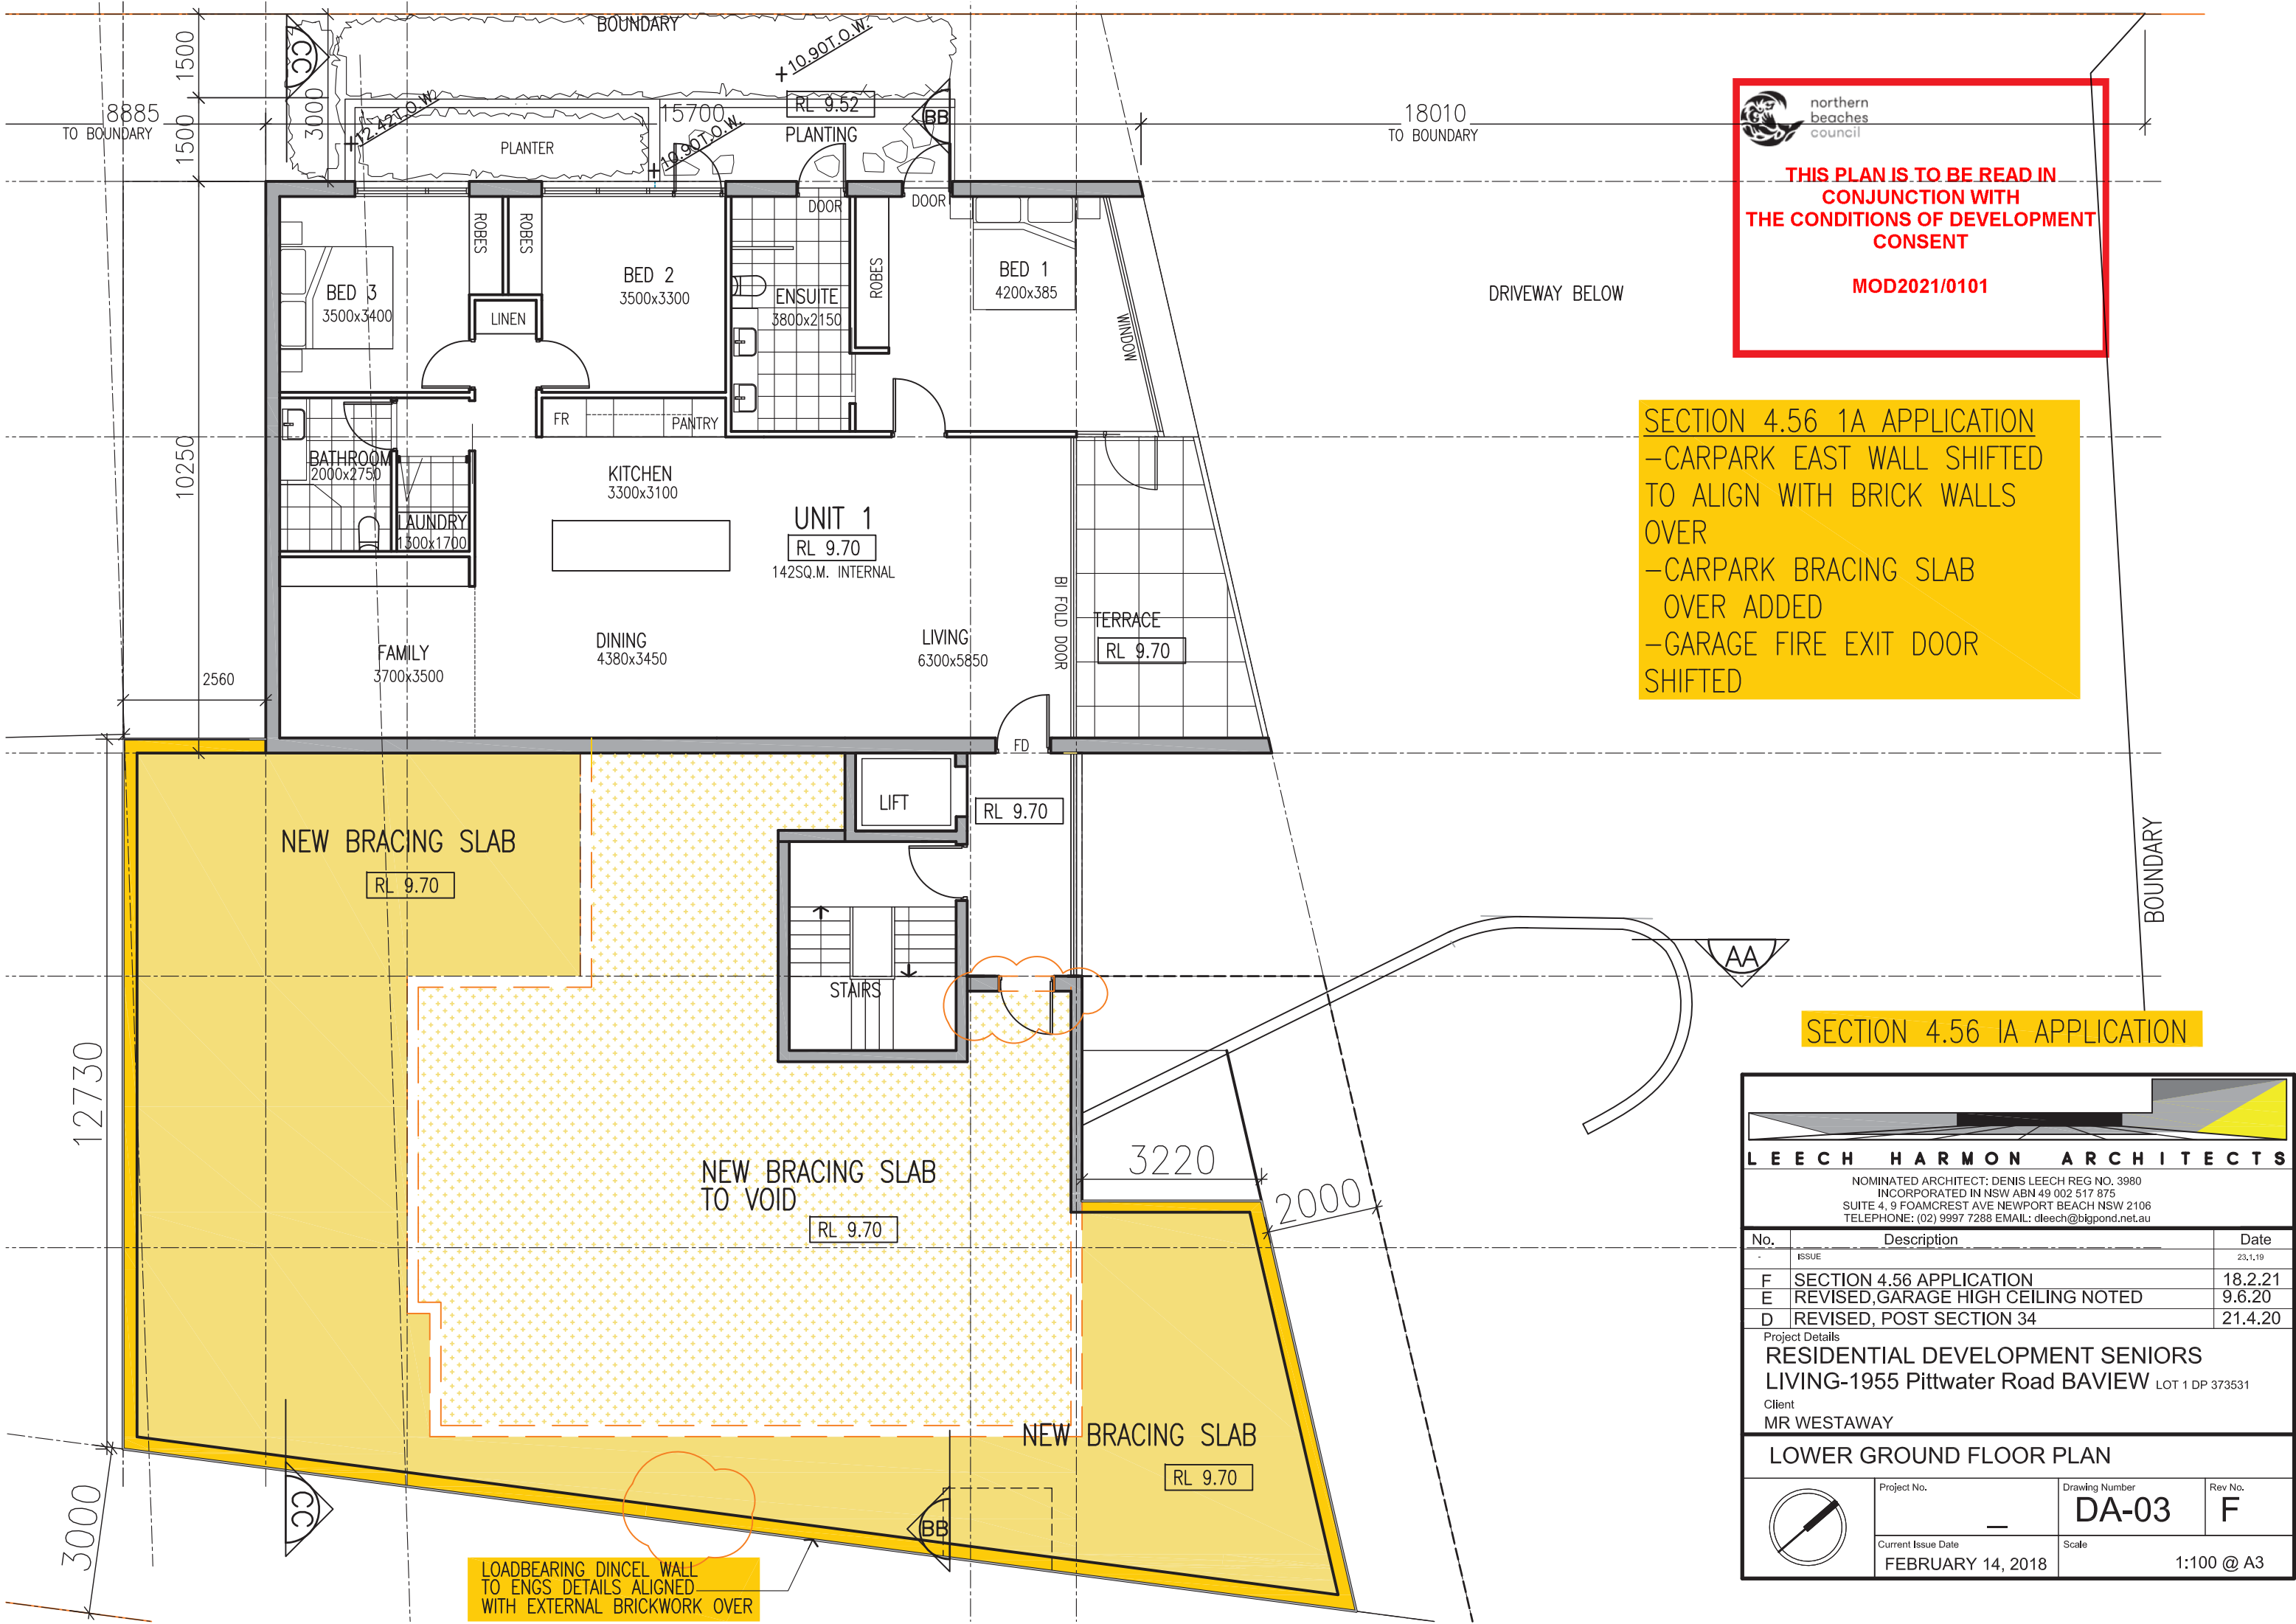 BOUNDARY
1500
CC
+10.90T.O.W.
8885
TO BOUNDARY
3000
+12.42T.O.W
15700
RL 9.52
BB
18010
TO BOUNDARY
1500
PLANTER
+10.90T.O.W.
PLANTING
northern
beaches
council
THIS PLAN IS TO BE READ IN
CONJUNCTION WITH
THE CONDITIONS OF DEVELOPMENT
CONSENT
MOD2021/0101
DOOR
DOOR
ROBES
ROBES
ROBES
BED 3
3500x3400
BED 2
3500x3300
LINEN
ENSUITE
3800x2150
BED 1
4200x385
WINDOW
DRIVEWAY BELOW
FR
PANTRY
10250
BATHROOM
2000x2750
KITCHEN
3300x3100
LAUNDRY
1300x1700
UNIT 1
RL 9.70
142SQ.M. INTERNAL
BI FOLD DOOR
TERRACE
RL 9.70
SECTION 4.56 1A APPLICATION
-CARPARK EAST WALL SHIFTED
TO ALIGN WITH BRICK WALLS
OVER
-CARPARK BRACING SLAB
OVER ADDED
-GARAGE FIRE EXIT DOOR
SHIFTED
FAMILY
3700x3500
DINING
4380x3450
LIVING
6300x5850
2560
FD
LIFT
RL 9.70
NEW BRACING SLAB
RL 9.70
BOUNDARY
STAIRS
AA
SECTION 4.56 IA APPLICATION
12730
NEW BRACING SLAB
TO VOID
RL 9.70
3220
2000
NEW BRACING SLAB
RL 9.70
3000
CC
BB
LOADBEARING DINCEL WALL
TO ENGS DETAILS ALIGNED
WITH EXTERNAL BRICKWORK OVER
LEECH HARMON ARCHITECTS
NOMINATED ARCHITECT: DENIS LEECH REG NO. 3980
INCORPORATED IN NSW ABN 49 002 517 875
SUITE 4, 9 FOAMCREST AVE NEWPORT BEACH NSW 2106
TELEPHONE: (02) 9997 7288 EMAIL: dleech@bigpond.net.au
No. Description Date
- ISSUE 23.1.19
F SECTION 4.56 APPLICATION 18.2.21
E REVISED,GARAGE HIGH CEILING NOTED 9.6.20
D REVISED, POST SECTION 34 21.4.20
Project Details
RESIDENTIAL DEVELOPMENT SENIORS
LIVING-1955 Pittwater Road BAVIEW LOT 1 DP 373531
Client
MR WESTAWAY
LOWER GROUND FLOOR PLAN
Project No.
_
Drawing Number
DA-03
Rev No.
F
Current Issue Date
FEBRUARY 14, 2018
Scale
1:100 @ A3